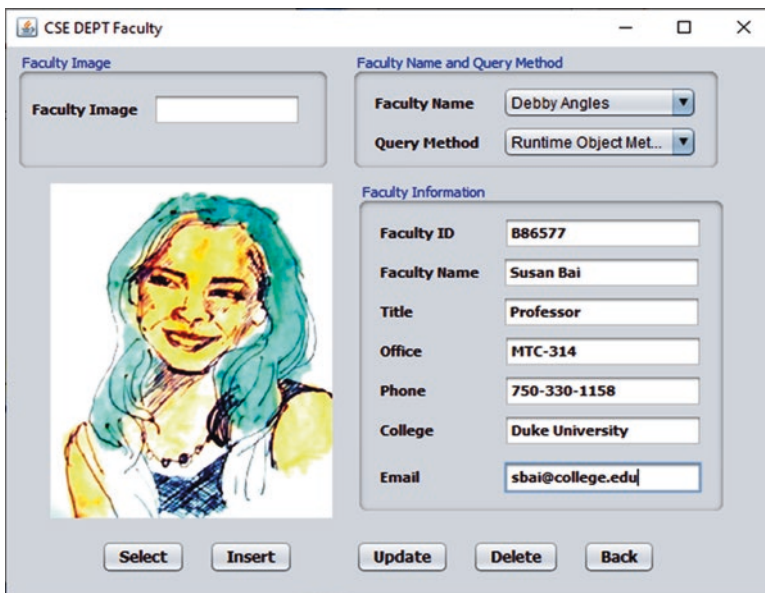 CSE DEPT Faculty
Faculty Image
Faculty Image
Faculty Name and Query Method
Faculty Name Debby Angles
Query Method Runtime Object Met...
Faculty Information
Faculty ID B86577
Faculty Name Susan Bai
Title Professor
Office MTC-314
Phone 750-330-1158
College Duke University
Email sbai@college.edu
Select Insert Update Delete Back